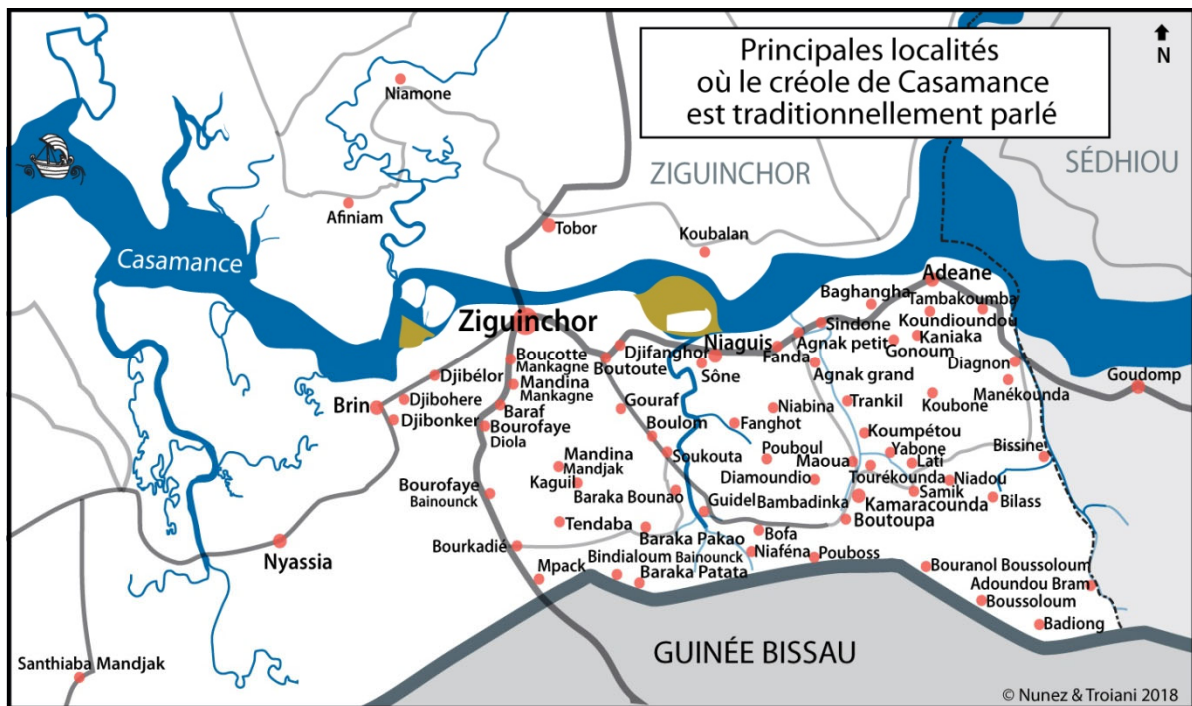 Principales localités
où le créole de Casamance
est traditionnellement parlé
N
Niamone
ZIGUINCHOR
SÉDHIOU
Afiniam
Tobor
Koubalan
Casamance
Adeane
Baghangha
Tambakoumba
Ziguinchor
Sindone
Koundioundou
Niaguis
Agnak petit
Kaniaka
Gonoum
Djifanghor
Fanda
Boucotte
Mankagne
Boutoute
Sône
Agnak grand
Diagnon
Goudomp
Djibélor
Mandina
Mankagne
Manékounda
Brin
Djibohere
Djibonker
Baraf
Gouraf
Niabina
Trankil
Koubone
Bourofaye
Diola
Boulom
Fanghot
Koumpétou
Mandina
Mandjak
Soukouta
Pouboul
Maoua
Yabone
Lati
Bissine
Kaguil
Diamoundio
Tourékounda
Niadou
Bourofaye
Bainounck
Baraka Bounao
Guidel
Bambadinka
Samik
Bilass
Kamaracounda
Tendaba
Boutoupa
Baraka Pakao
Bofa
Nyassia
Bourkadié
Bindialoum Bainounck
Niaféna
Pouboss
Mpack
Baraka Patata
Bouranol Boussoloum
Adoundou Bram
Boussoloum
Badiong
GUINÉE BISSAU
Santhiaba Mandjak
© Nunez & Troiani 2018